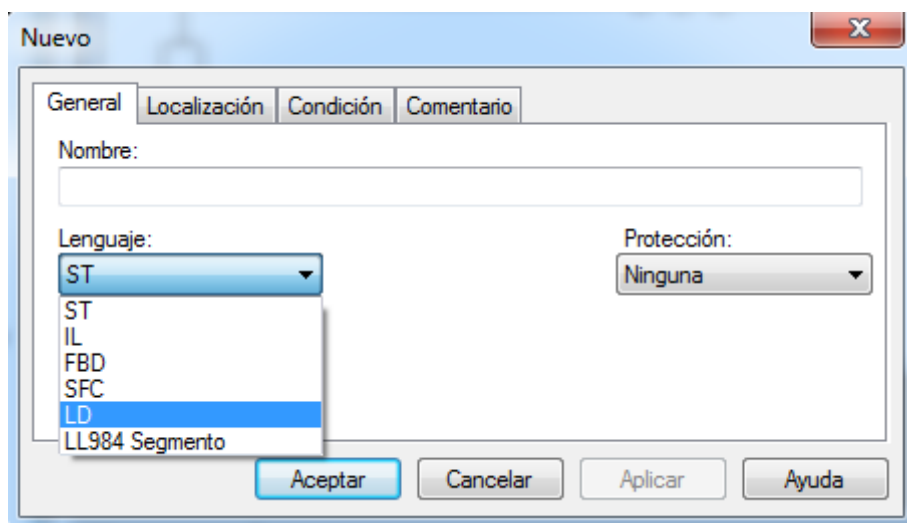 Nuevo
General Localización Condición Comentario
Nombre:
Lenguaje: Protección:
ST Ninguna
ST
IL
FBD
SFC
LD
LL984 Segmento
Aceptar Cancelar Aplicar Ayuda